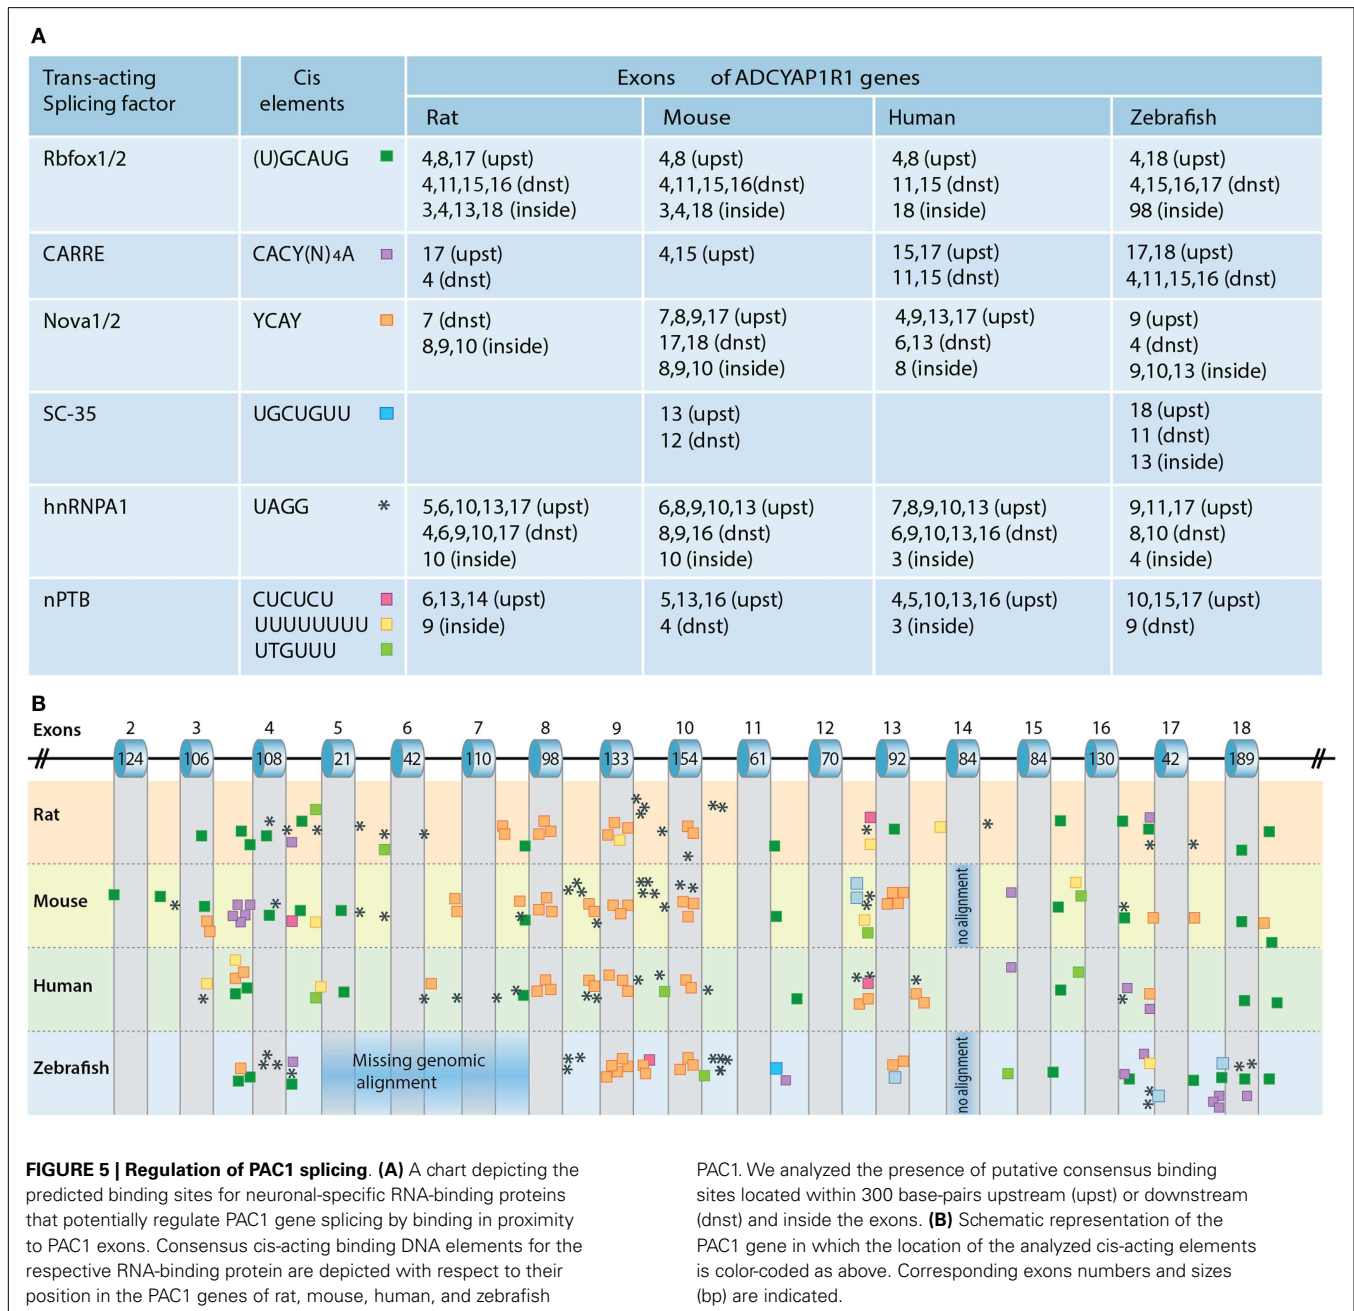 A
Trans-acting
Splicing factor
Cis
elements
Exons of ADCYAP1R1 genes
Rat Mouse Human Zebrafish
Rbfox1/2 (U)GCAUG
4,8,17 (upst) 4,8 (upst) 4,8 (upst) 4,18 (upst)
4,11,15,16 (dnst) 4,11,15,16(dnst) 11,15 (dnst) 4,15,16,17 (dnst)
3,4,13,18 (inside) 3,4,18 (inside) 18 (inside) 98 (inside)
CARRE CACY(N)4A
17 (upst) 4,15 (upst) 15,17 (upst) 17,18 (upst)
4 (dnst) 11,15 (dnst) 4,11,15,16 (dnst)
Nova1/2 YCAY
7 (dnst) 7,8,9,17 (upst) 4,9,13,17 (upst) 9 (upst)
8,9,10 (inside) 17,18 (dnst) 6,13 (dnst) 4 (dnst)
8,9,10 (inside) 8 (inside) 9,10,13 (inside)
SC-35 UGCUGUU
13 (upst) 18 (upst)
12 (dnst) 11 (dnst)
13 (inside)
hnRNPA1 UAGG *
5,6,10,13,17 (upst) 6,8,9,10,13 (upst) 7,8,9,10,13 (upst) 9,11,17 (upst)
4,6,9,10,17 (dnst) 8,9,16 (dnst) 6,9,10,13,16 (dnst) 8,10 (dnst)
10 (inside) 10 (inside) 3 (inside) 4 (inside)
nPTB CUCUCU
UUUUUUUU
UTGUUU
6,13,14 (upst) 5,13,16 (upst) 4,5,10,13,16 (upst) 10,15,17 (upst)
9 (inside) 4 (dnst) 3 (inside) 9 (dnst)
B
Exons 2 3 4 5 6 7 8 9 10 11 12 13 14 15 16 17 18
124 106 108 21 42 110 98 133 154 61 70 92 84 84 130 42 189
Rat
Mouse
no alignment
Human
Zebrafish
Missing genomic
alignment
no alignment
FIGURE 5 | Regulation of PAC1 splicing. (A) A chart depicting the
predicted binding sites for neuronal-specific RNA-binding proteins
that potentially regulate PAC1 gene splicing by binding in proximity
to PAC1 exons. Consensus cis-acting binding DNA elements for the
respective RNA-binding protein are depicted with respect to their
position in the PAC1 genes of rat, mouse, human, and zebrafish
PAC1. We analyzed the presence of putative consensus binding
sites located within 300 base-pairs upstream (upst) or downstream
(dnst) and inside the exons. (B) Schematic representation of the
PAC1 gene in which the location of the analyzed cis-acting elements
is color-coded as above. Corresponding exons numbers and sizes
(bp) are indicated.